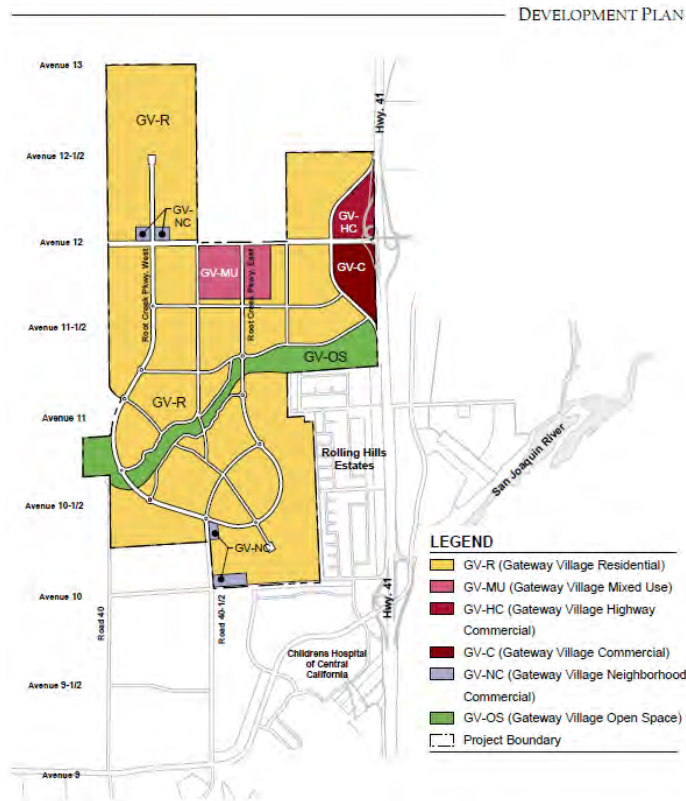 DEVELOPMENT PLAN
Avenue 13
GV-R
Hwy. 41
Avenue 12-1/2
GV-
NC
GV-
HC
Avenue 12
Root Creek Pkwy. West
GV-MU
Root Creek Pkwy. East
GV-C
Avenue 11-1/2
GV-OS
GV-R
Avenue 11
Rolling Hills
Estates
San Joaquin River
Avenue 10-1/2
GV-NC
Avenue 10
Road 40
Road 40-1/2
Hwy. 41
Childrens Hospital
of Central
California
Avenue 9-1/2
Avenue 9
LEGEND
GV-R (Gateway Village Residential)
GV-MU (Gateway Village Mixed Use)
GV-HC (Gateway Village Highway
Commercial)
GV-C (Gateway Village Commercial)
GV-NC (Gateway Village Neighborhood
Commercial)
GV-OS (Gateway Village Open Space)
Project Boundary